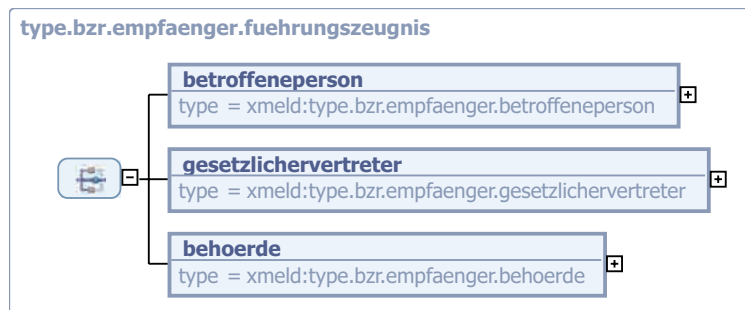 type.bzr.empfaenger.fuehrungszeugnis
betroffeneperson
type = xmeld:type.bzr.empfaenger.betroffeneperson
gesetzlichervertreter
type = xmeld:type.bzr.empfaenger.gesetzlichervertreter
behoerde
type = xmeld:type.bzr.empfaenger.behoerde